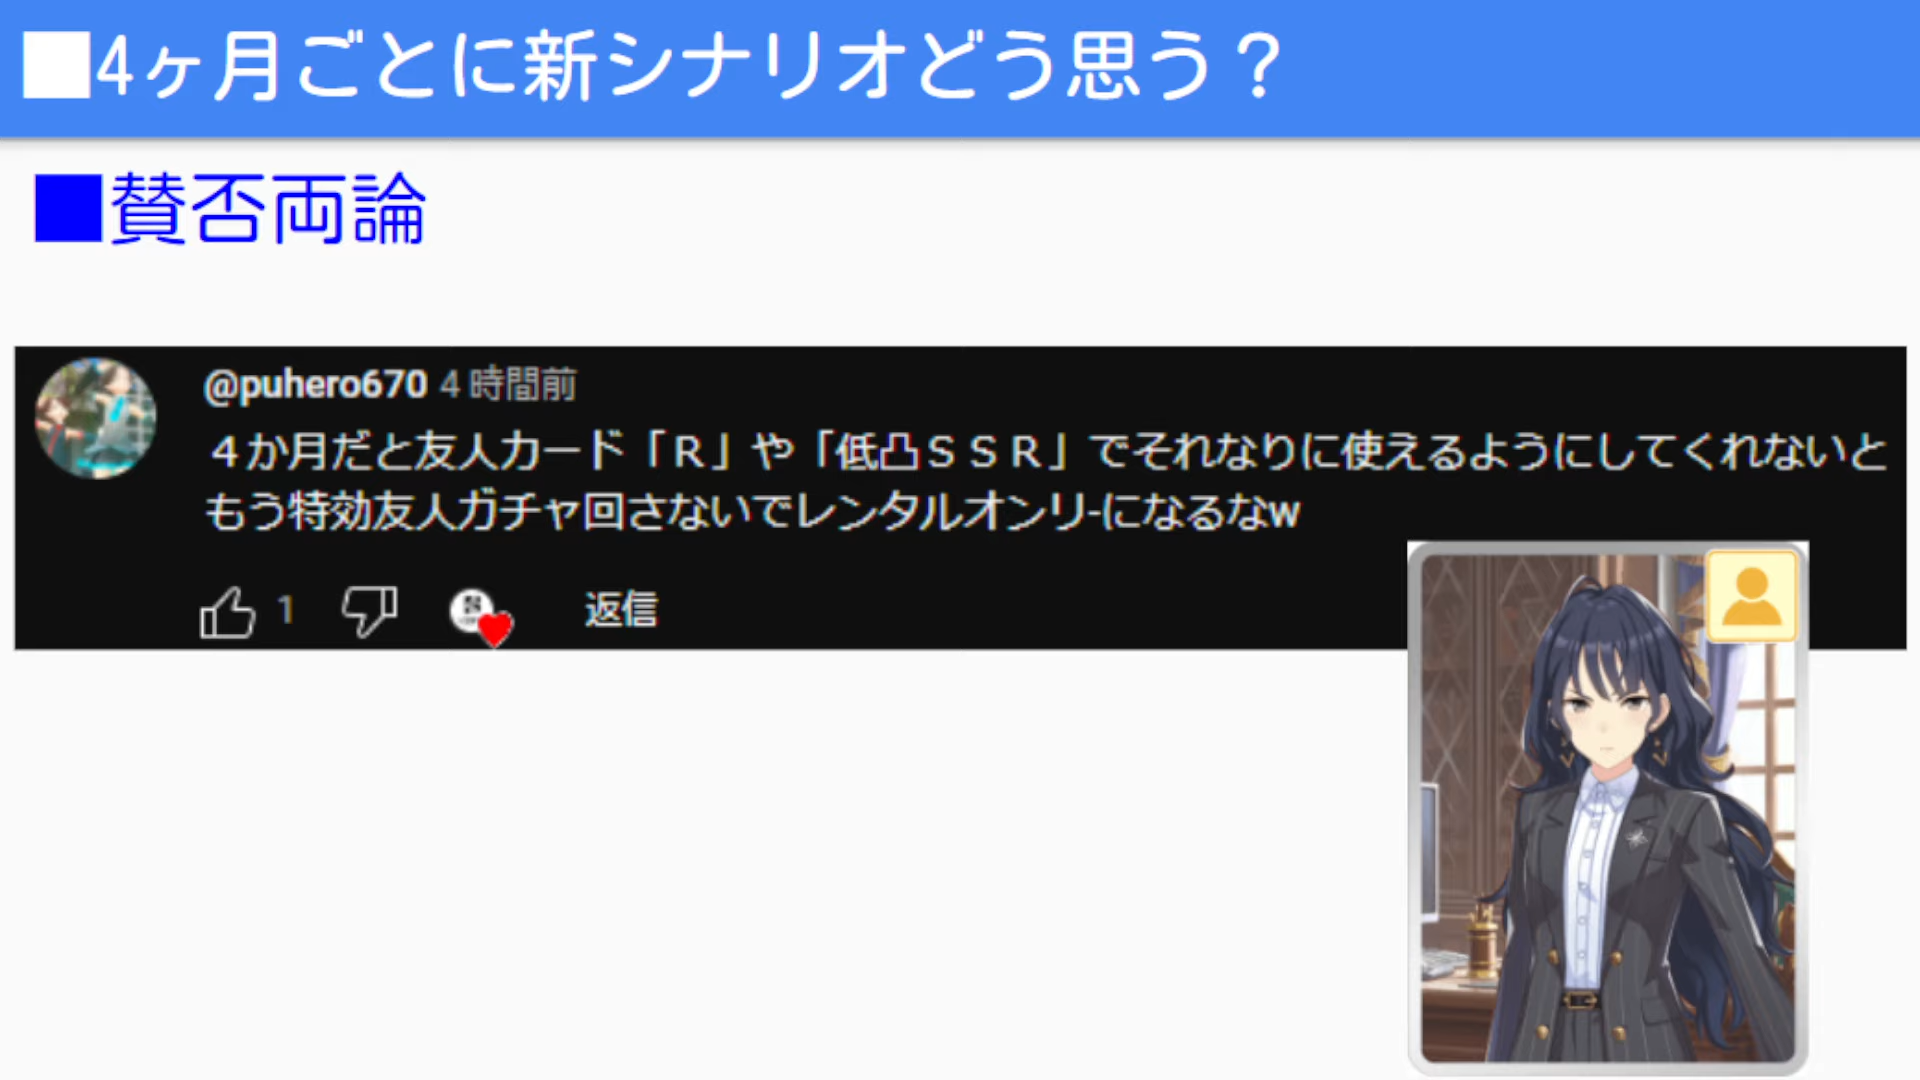 ■4ヶ月ごとに新シナリオどう思う？
■賛否両論
@puhero670 4 時間前
４か月だと友人カード「Ｒ」や「低凸ＳＳＲ」でそれなりに使えるようにしてくれないと
もう特効友人ガチャ回さないでレンタルオンリ-になるなw
1 返信